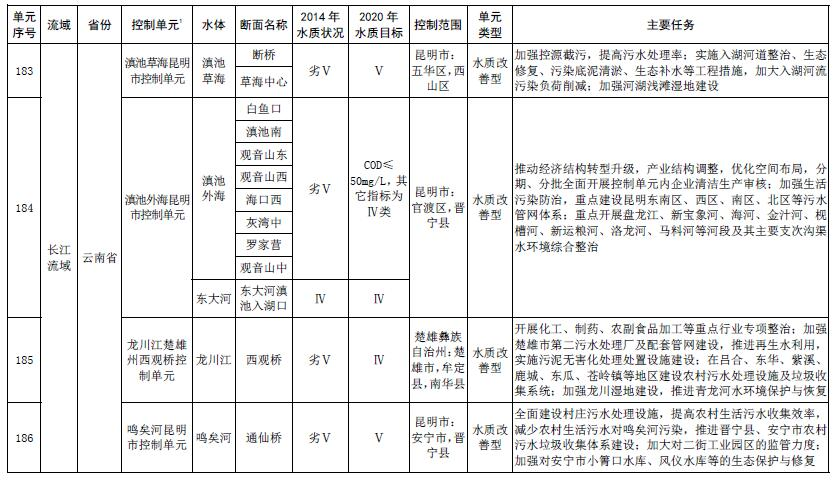 单元 流域 省份 控制单元¹ 水体 断面名称 2014 年 2020 年 控制范围 单元 主要任务
序号 水质状况 水质目标 类型
183
滇池草海昆明
市控制单元
滇池
草海
断桥
草海中心
劣Ⅴ
Ⅴ
昆明市：
五华区，西
山区
水质改
善型
加强控源截污，提高污水处理率；实施入湖河道整治、生态
修复、污染底泥清淤、生态补水等工程措施，加大入湖河流
污染负荷削减；加强河湖浅滩湿地建设
长江
流域
云南省
184
滇池外海昆明
市控制单元
滇池
外海
白鱼口
滇池南
观音山东
观音山西
海口西
灰湾中
罗家营
观音山中
劣Ⅴ
COD≤
50mg/L，其
它指标为
Ⅳ类
东大河
东大河滇
池入湖口
Ⅳ
Ⅳ
昆明市：
官渡区，晋
宁县
水质改
善型
推动经济结构转型升级，产业结构调整，优化空间布局，分
期、分批全面开展控制单元内企业清洁生产审核；加强生活
污染防治，重点建设昆明东南区、西区、南区、北区等污水
管网体系；重点开展盘龙江、新宝象河、海河、金汁河、枧
槽河、新运粮河、洛龙河、马料河等河段及其主要支次沟渠
水环境综合整治
185
龙川江楚雄
州西观桥控
制单元
龙川江
西观桥
劣Ⅴ
Ⅳ
楚雄彝族
自治州：楚
雄市，牟定
县，南华县
水质改
善型
开展化工、制药、农副食品加工等重点行业专项整治；加强
楚雄市第二污水处理厂及配套管网建设，推进再生水利用，
实施污泥无害化处理处置设施建设；在吕合、东华、紫溪、
鹿城、东瓜、苍岭镇等地区建设农村污水处理设施及垃圾收
集系统；加强龙川湿地建设，推进青龙河水环境保护与恢复
186
鸣矣河昆明
市控制单元
鸣矣河
通仙桥
劣Ⅴ
Ⅴ
昆明市：
安宁市，晋
宁县
水质改
善型
全面建设村庄污水处理设施，提高农村生活污水收集效率，
减少农村生活污水对鸣矣河污染，推进晋宁县、安宁市农村
污水垃圾收集体系建设；加大对二街工业园区的监管力度；
加强对安宁市小箐口水库、风仪水库等的生态保护与修复